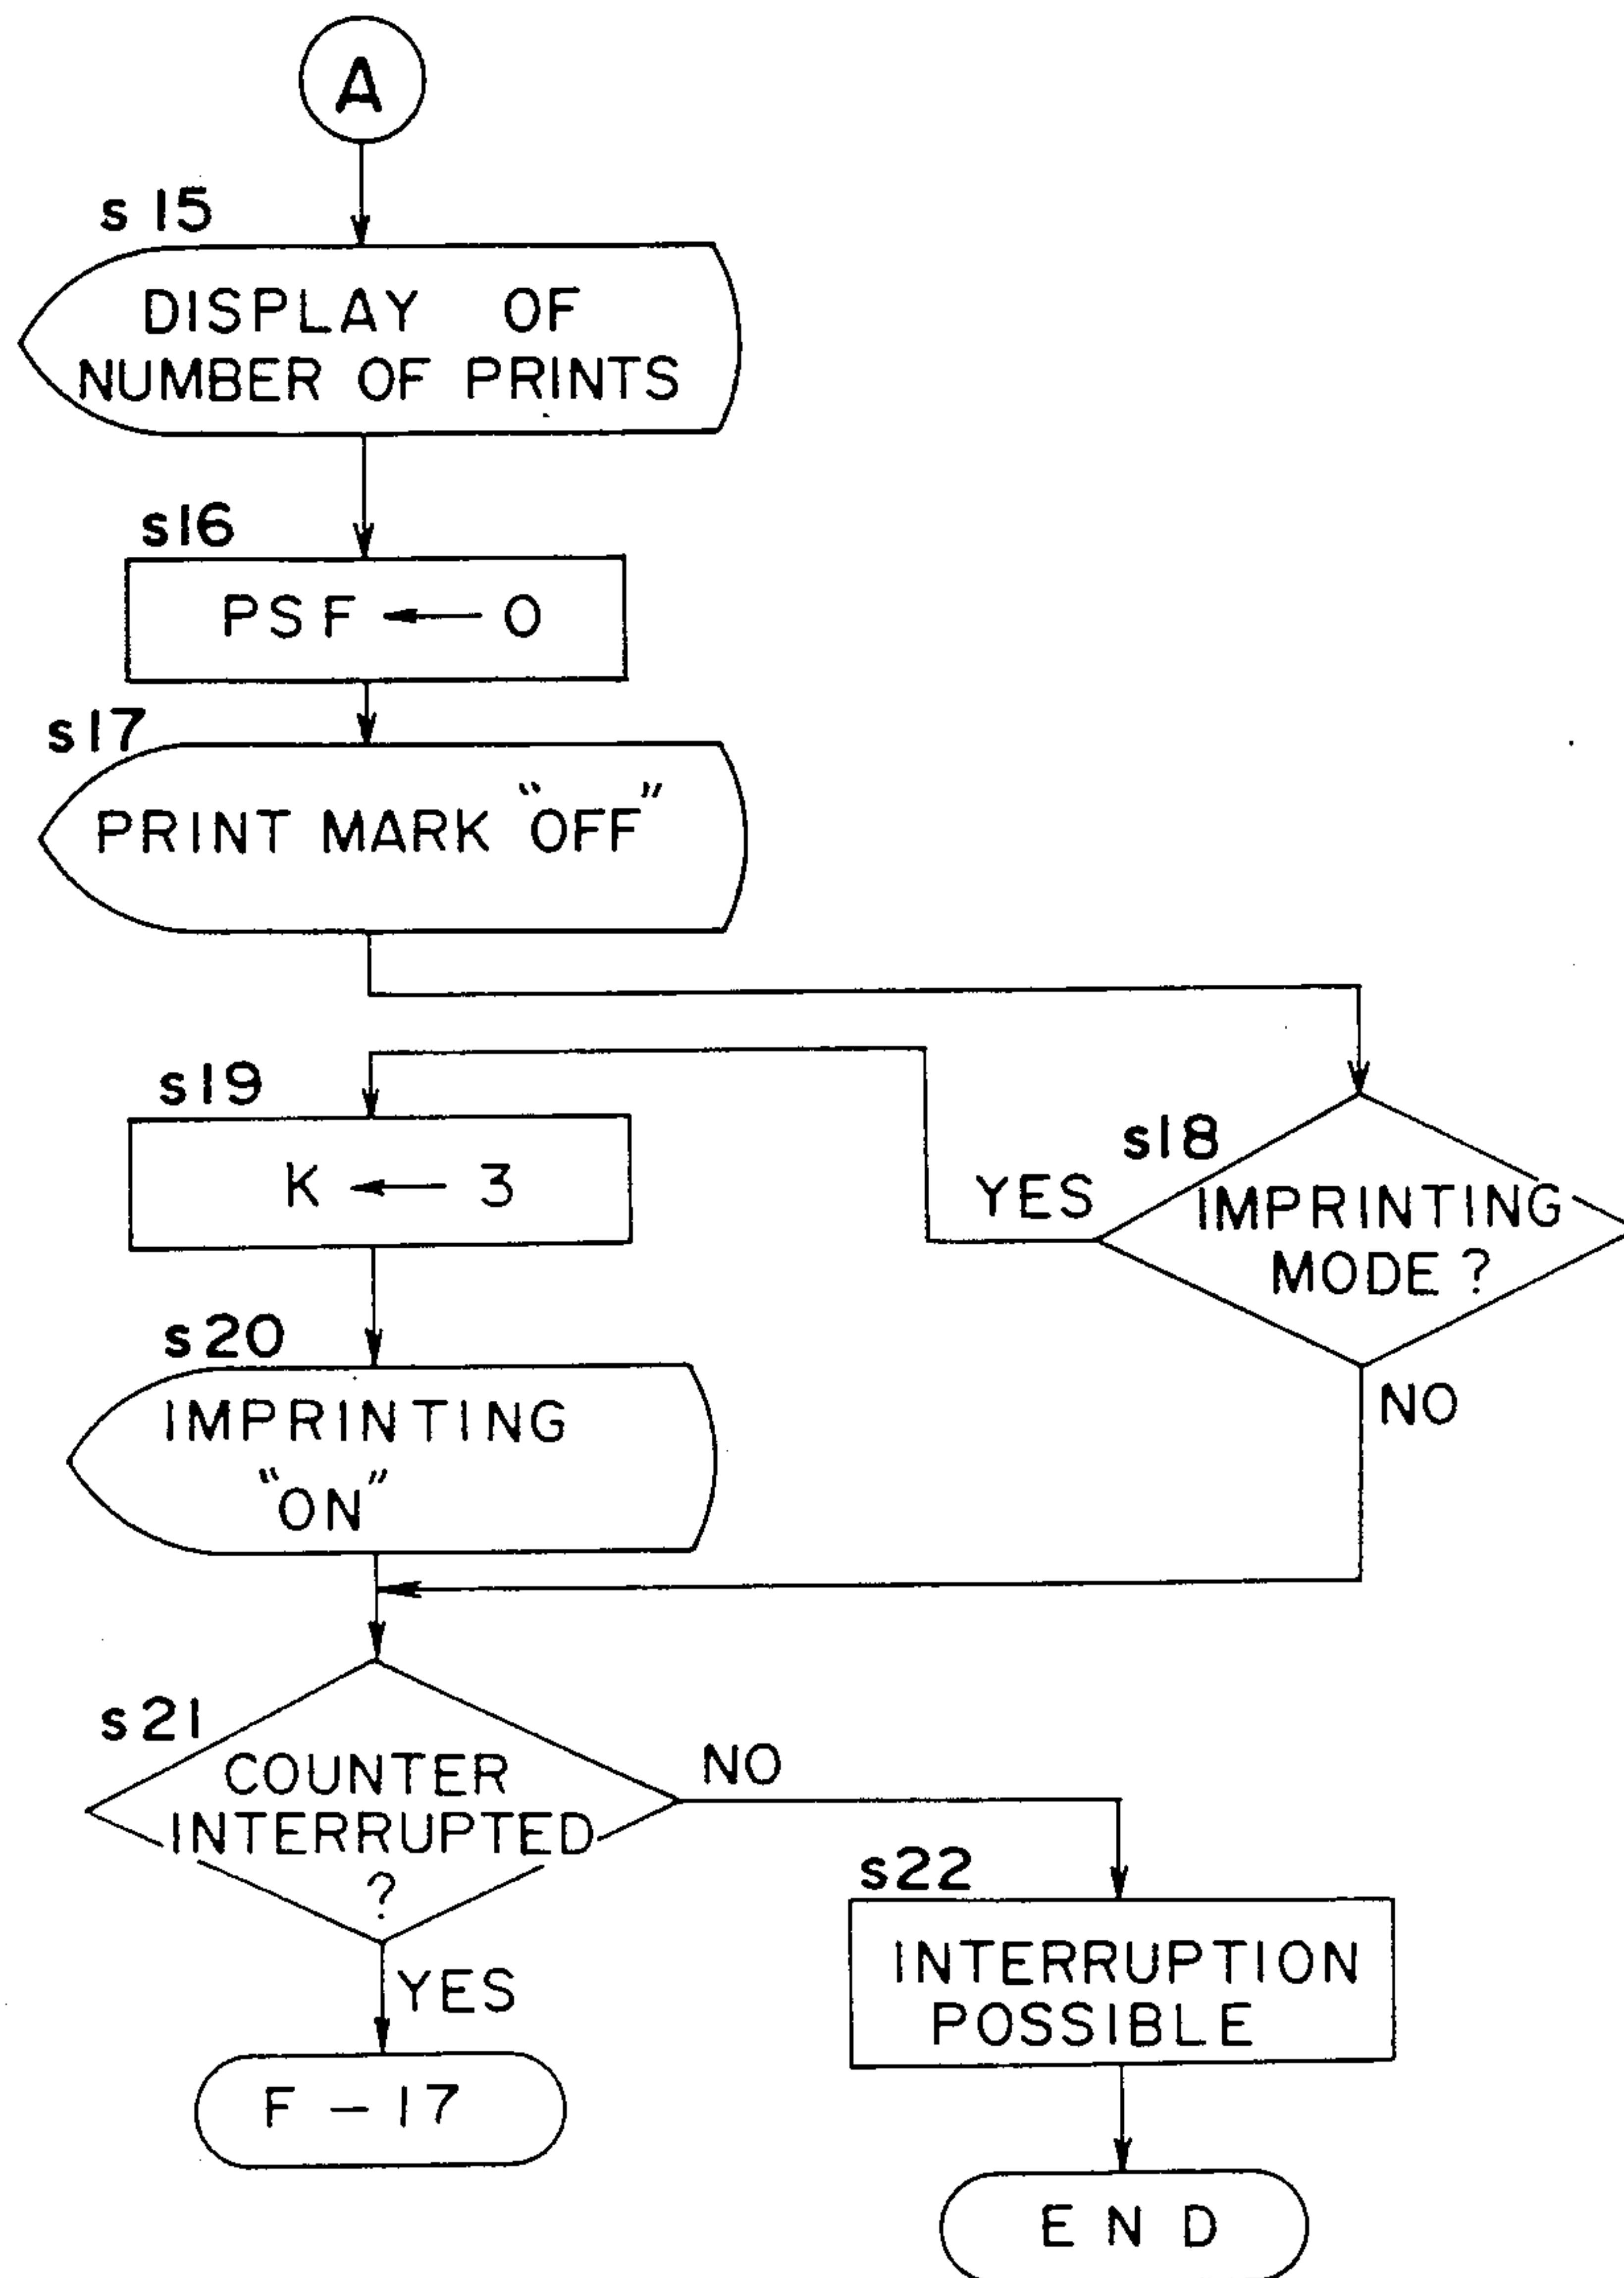 A
s15
DISPLAY OF
NUMBER OF PRINTS
s16
PSF ← 0
s17
PRINT MARK "OFF"
s18
IMPRINTING
MODE ?
YES
NO
s19
K ← 3
s20
IMPRINTING
"ON"
s21
COUNTER
INTERRUPTED
?
NO
YES
s22
INTERRUPTION
POSSIBLE
F - 17
END